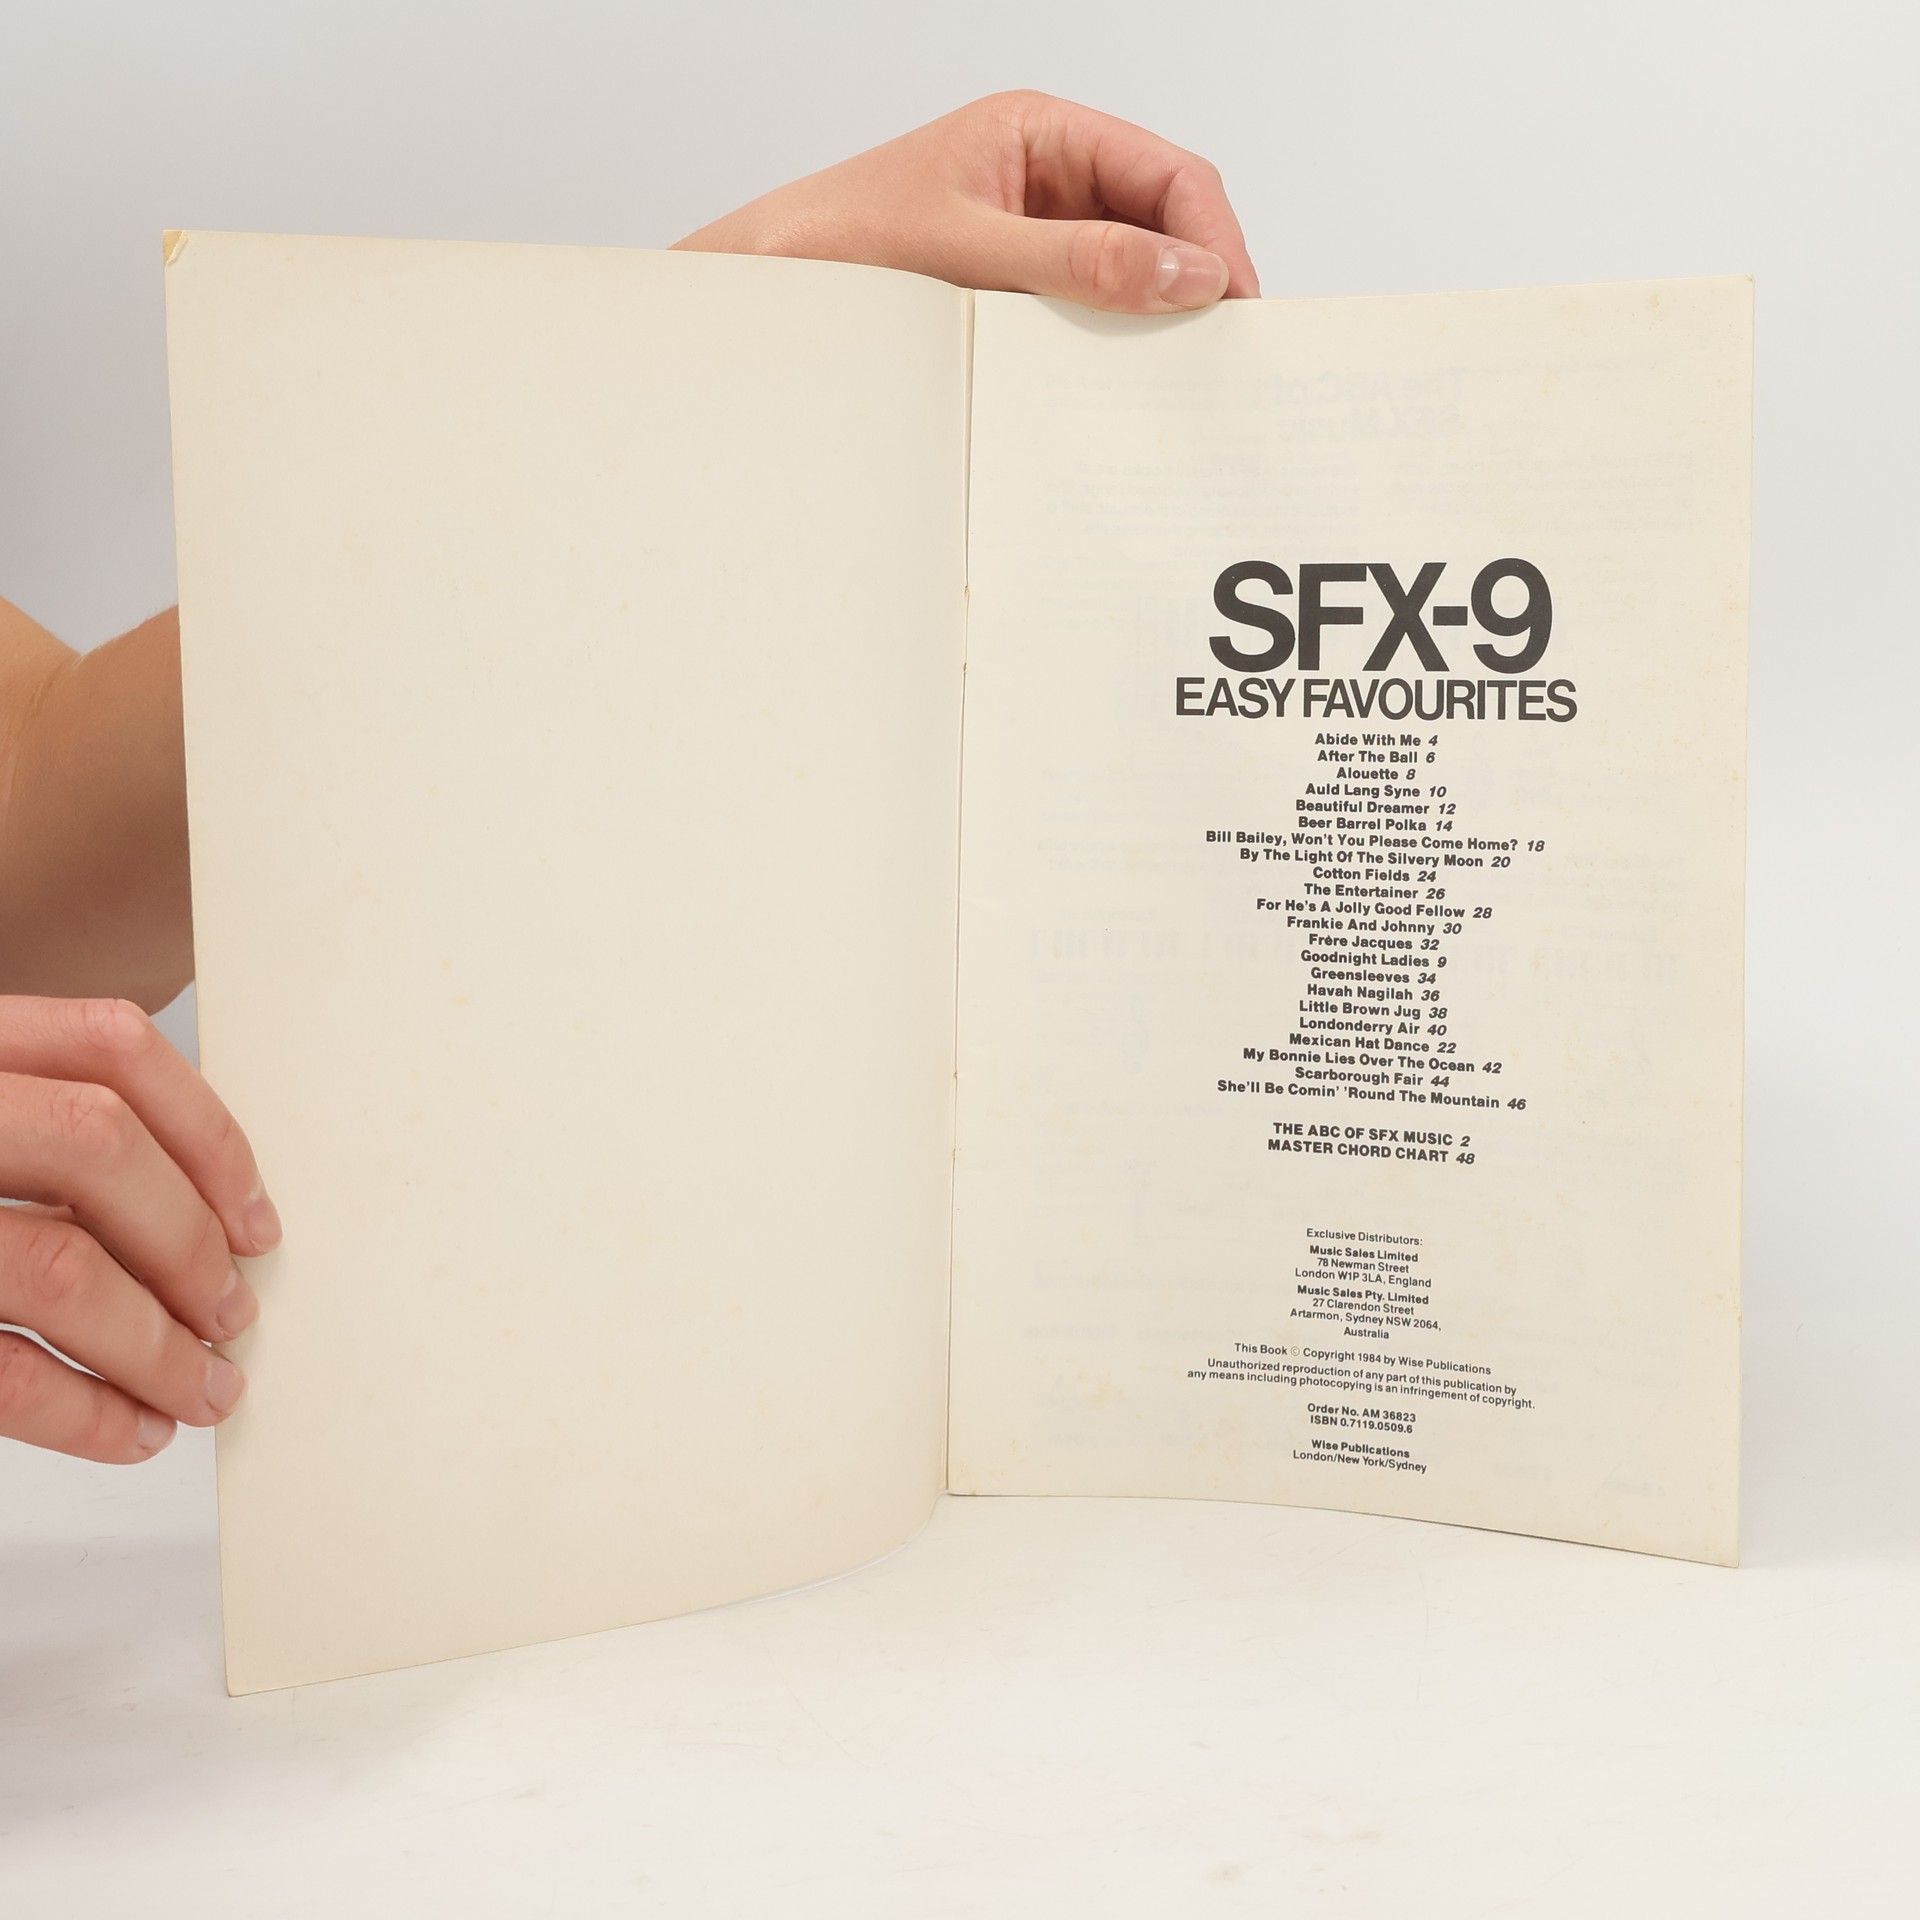 SFX-9
EASY FAVOURITES
Abide With Me 4
After The Ball 6
Alouette 8
Auld Lang Syne 10
Beautiful Dreamer 12
Beer Barrel Polka 14
Bill Bailey, Won't You Please Come Home? 18
By The Light Of The Silvery Moon 20
Cotton Fields 24
The Entertainer 26
For He's A Jolly Good Fellow 28
Frankie And Johnny 30
Frère Jacques 32
Goodnight Ladies 9
Greensleeves 34
Havah Nagilah 36
Little Brown Jug 38
Londonderry Air 40
Mexican Hat Dance 22
My Bonnie Lies Over The Ocean 42
Scarborough Fair 44
She'll Be Comin' 'Round The Mountain 46
THE ABC OF SFX MUSIC 2
MASTER CHORD CHART 48
Exclusive Distributors:
Music Sales Limited
78 Newman Street
London W1P 3LA, England
Music Sales Pty. Limited
27 Clarendon Street
Artarmon, Sydney NSW 2064,
Australia
This Book © Copyright 1984 by Wise Publications
Unauthorized reproduction of any part of this publication by
any means including photocopying is an infringement of copyright.
Order No. AM 36823
ISBN 0.7119.0509.6
Wise Publications
London/New York/Sydney